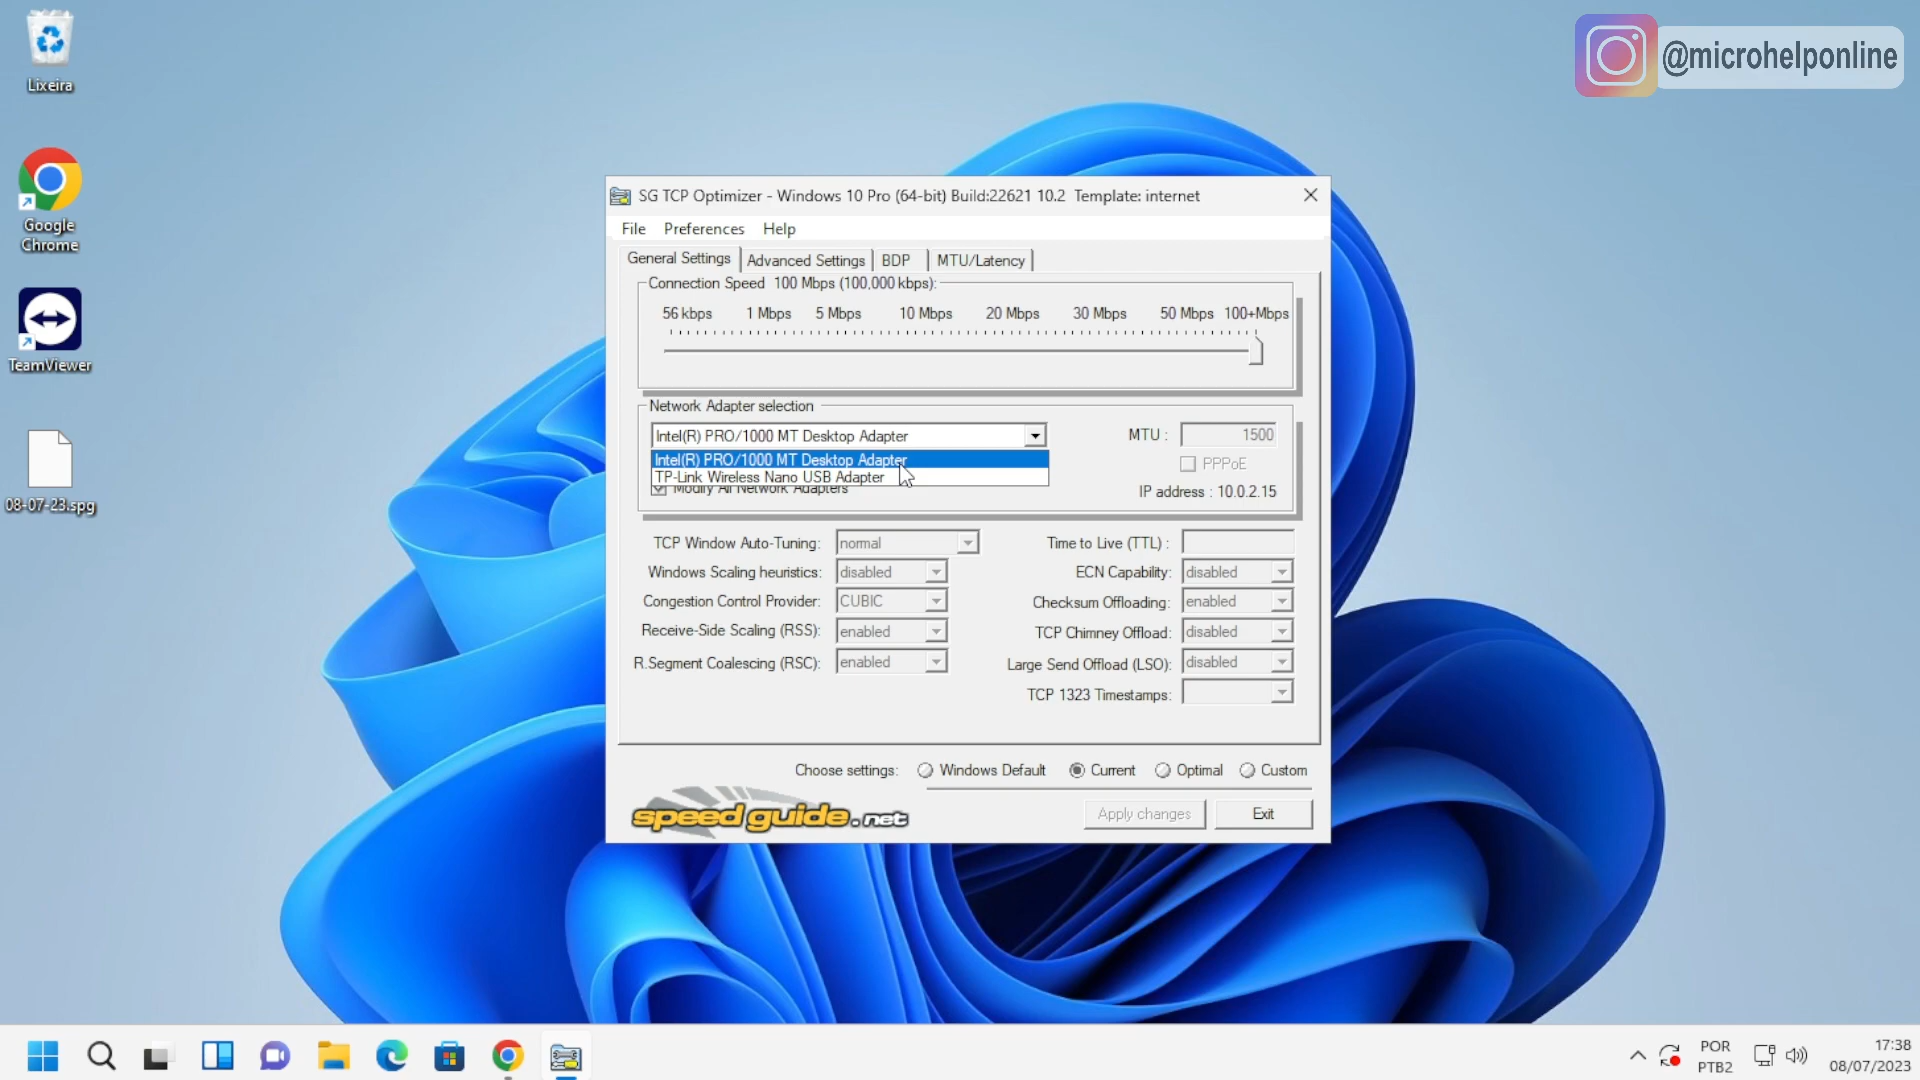 Lixeira
Google
Chrome
TeamViewer
08-07-23.spg
@microhelponline
SG TCP Optimizer - Windows 10 Pro (64-bit) Build:22621 10.2 Template: internet
File Preferences Help
General Settings Advanced Settings BDP MTU/Latency
Connection Speed 100 Mbps (100,000 kbps):
56 kbps 1 Mbps 5 Mbps 10 Mbps 20 Mbps 30 Mbps 50 Mbps 100+Mbps
Network Adapter selection
Intel(R) PRO/1000 MT Desktop Adapter
MTU : 1500
Intel(R) PRO/1000 MT Desktop Adapter
TP-Link Wireless Nano USB Adapter
PPPoE
Modify All Network Adapters
IP address : 10.0.2.15
TCP Window Auto-Tuning: normal
Time to Live (TTL) :
Windows Scaling heuristics: disabled
ECN Capability: disabled
Congestion Control Provider: CUBIC
Checksum Offloading: enabled
Receive-Side Scaling (RSS): enabled
TCP Chimney Offload: disabled
R.Segment Coalescing (RSC): enabled
Large Send Offload (LSO): disabled
TCP 1323 Timestamps:
Choose settings: Windows Default Current Optimal Custom
speed guide.net
Apply changes Exit
POR
PTB2
17:38
08/07/2023